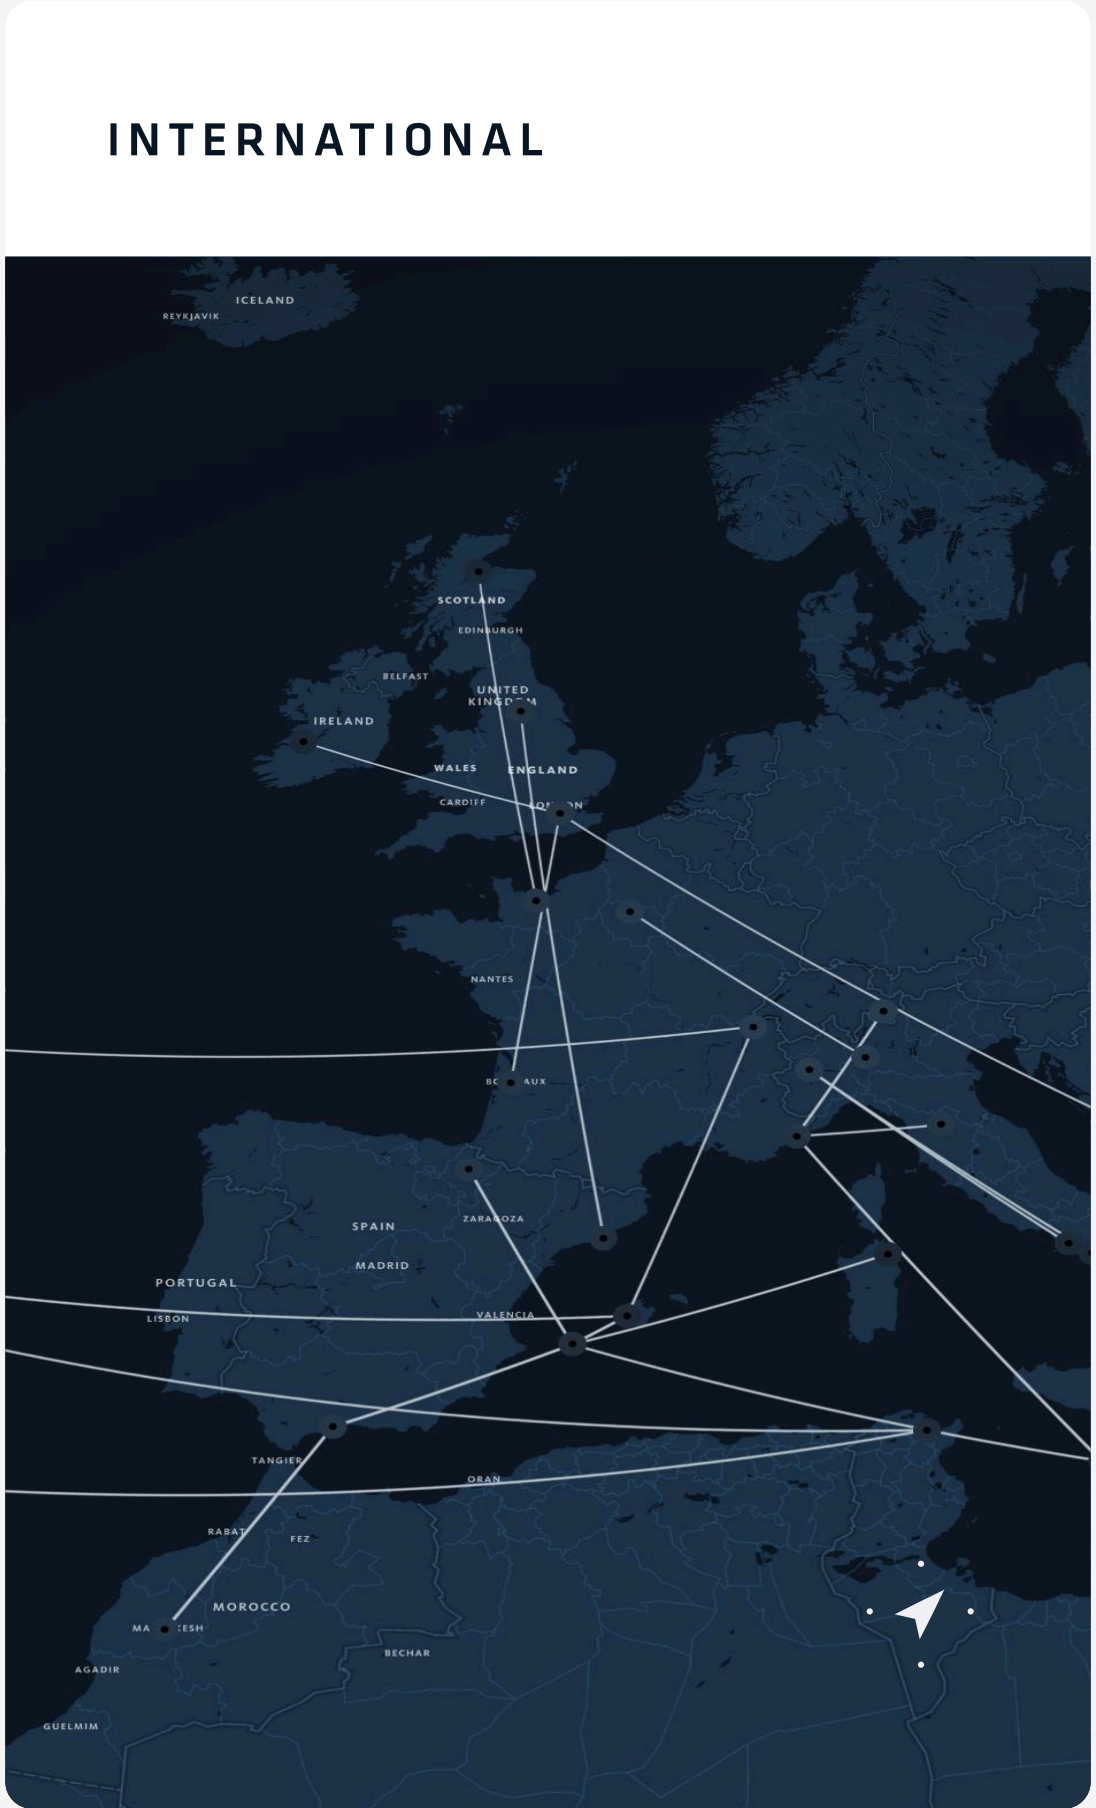 INTERNATIONAL
ICELAND
REYKJAVIK
SCOTLAND
EDINBURGH
BELFAST
UNITED
KINGDOM
IRELAND
WALES
ENGLAND
CARDIFF
NANTES
ZARAGOZA
SPAIN
MADRID
PORTUGAL
LISBON
VALENCIA
TANGIER
ORAN
RABAT
FEZ
MOROCCO
BECHAR
AGADIR
GUELMIM